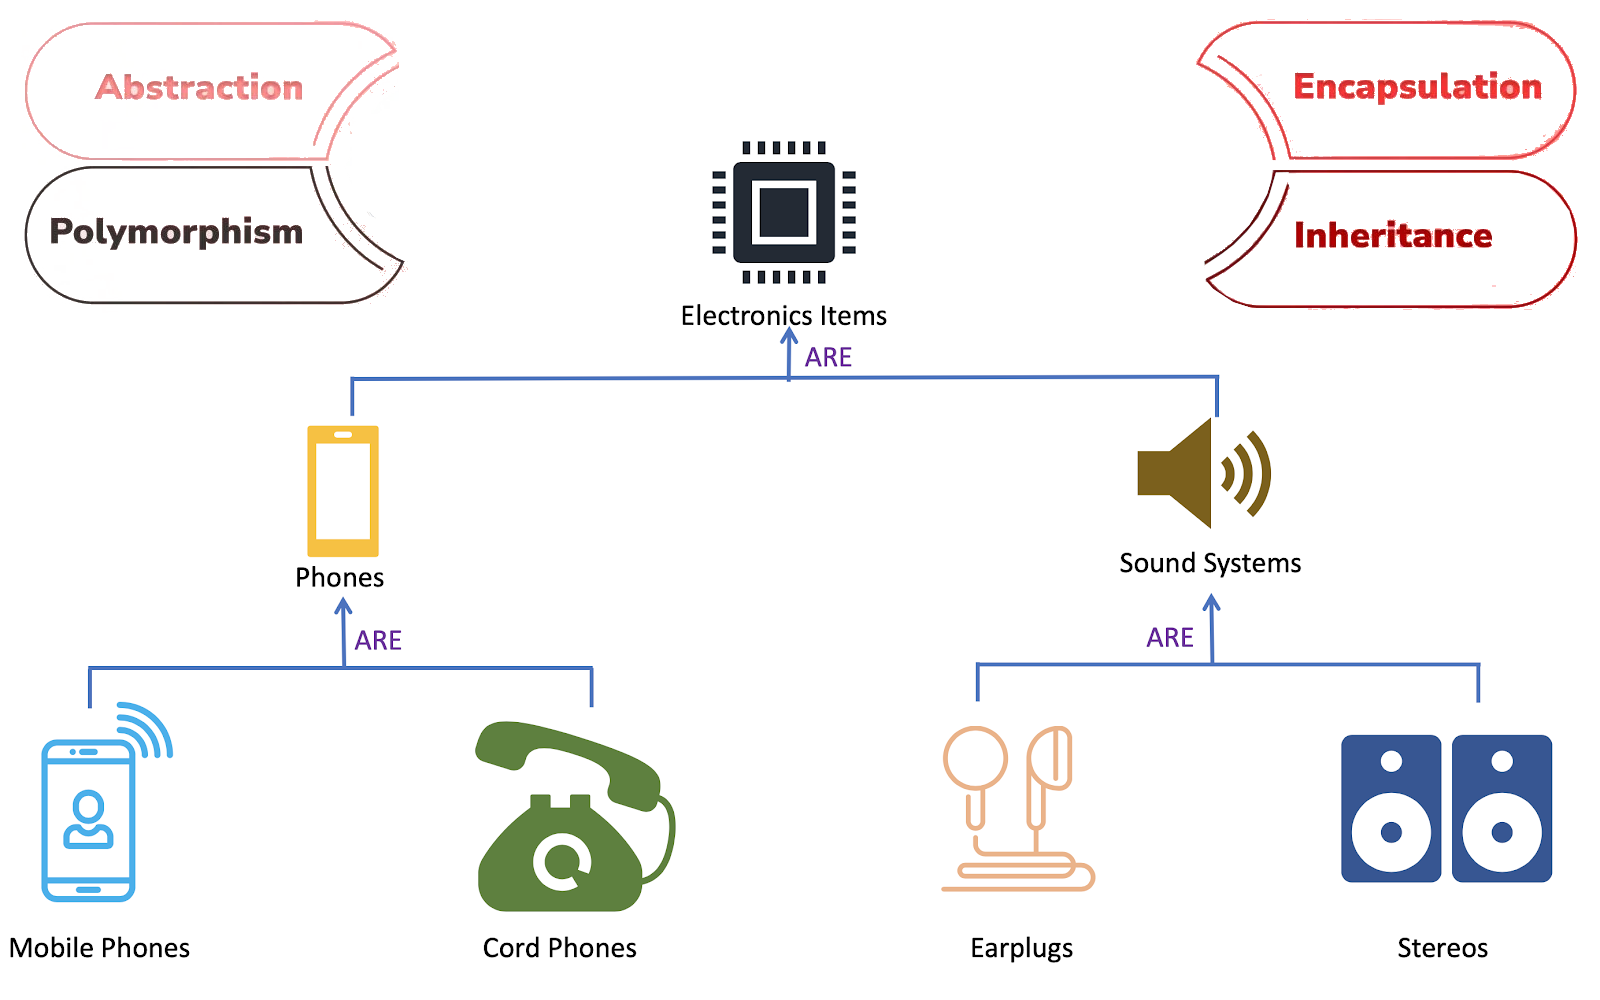 Abstraction
Encapsulation
Polymorphism
Inheritance
Electronics Items
ARE
Phones
Sound Systems
ARE
ARE
Mobile Phones
Cord Phones
Earplugs
Stereos